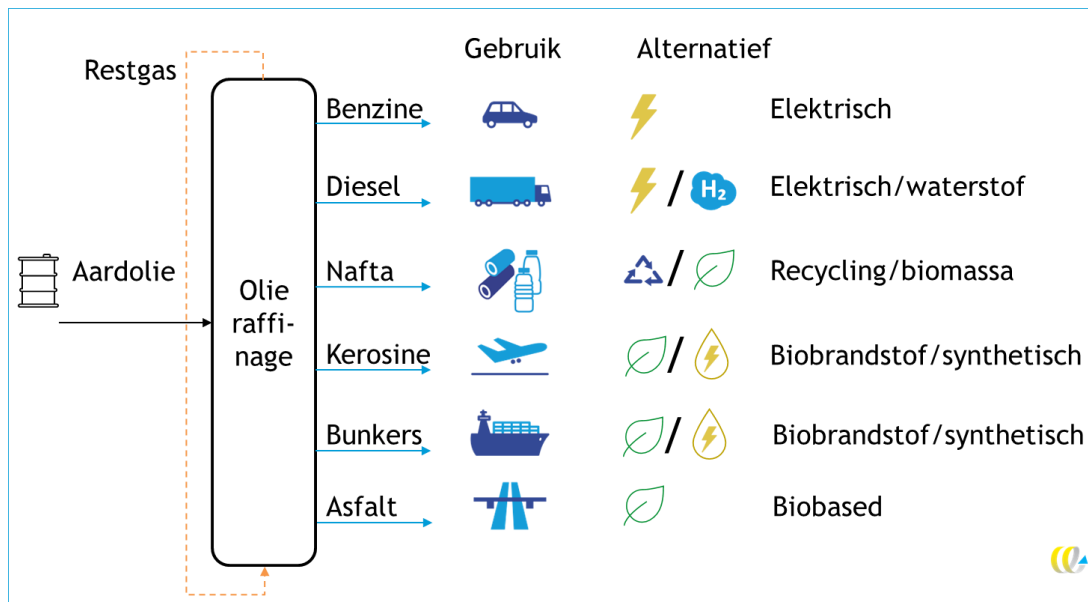 Gebruik Alternatief
Restgas
Benzine Elektrisch
Diesel H₂ Elektrisch/waterstof
Aardolie Nafta Recycling/biomassa
Olie
raffi-
nage
Kerosine Biobrandstof/synthetisch
Bunkers Biobrandstof/synthetisch
Asfalt Biobased